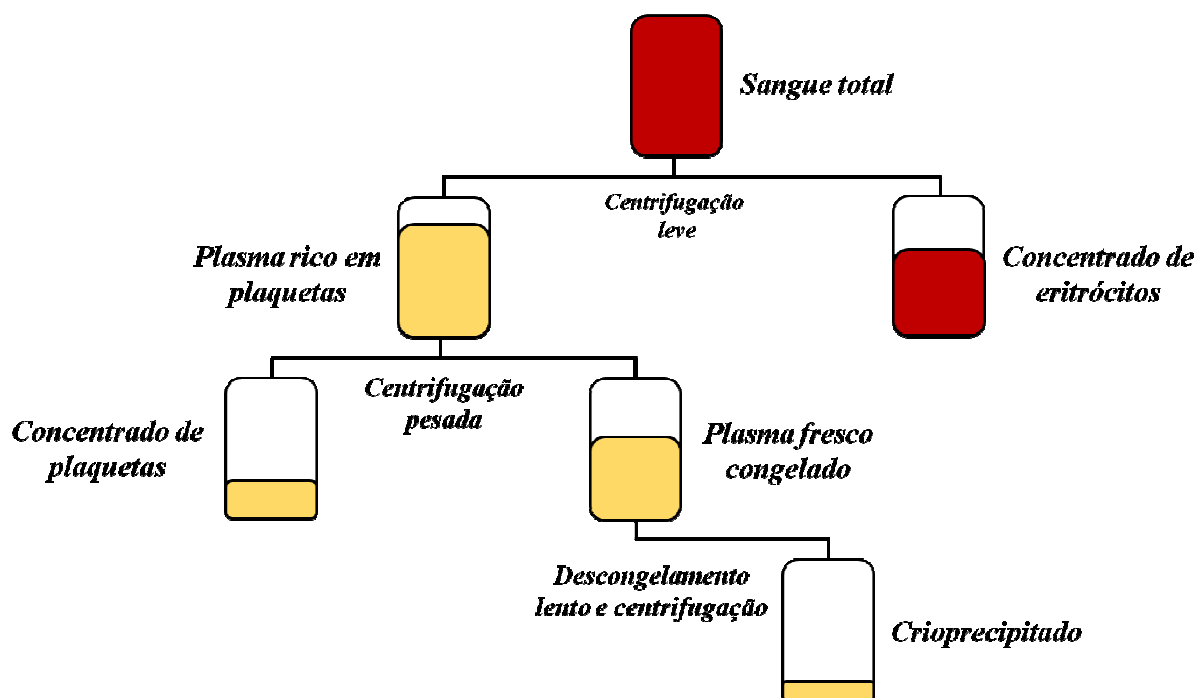 Sangue total
Centrifugação
leve
Plasma rico em
plaquetas
Concentrado de
eritrócitos
Centrifugação
pesada
Concentrado de
plaquetas
Plasma fresco
congelado
Descongelamento
lento e centrifugação
Crioprecipitado